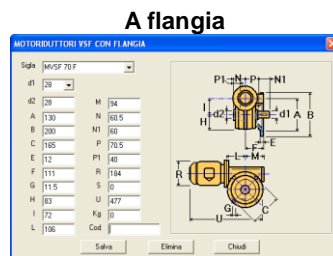 A flangia
MOTORIDUTTORI VSF CON FLANGIA
Sigla MVSF 70 F
d1 28
d2 28 M 94
A 130 N 60.5
B 200 N1 60
C 165 P 70.5
E 12 P1 40
F 111 R 184
G 11.5 S 0
H 83 U 477
I 72 Kg 0
L 106 Cod
P1 N P N1
I d2 d1 A B
E
F
L M
R
G C
U
Salva Elimina Chiudi